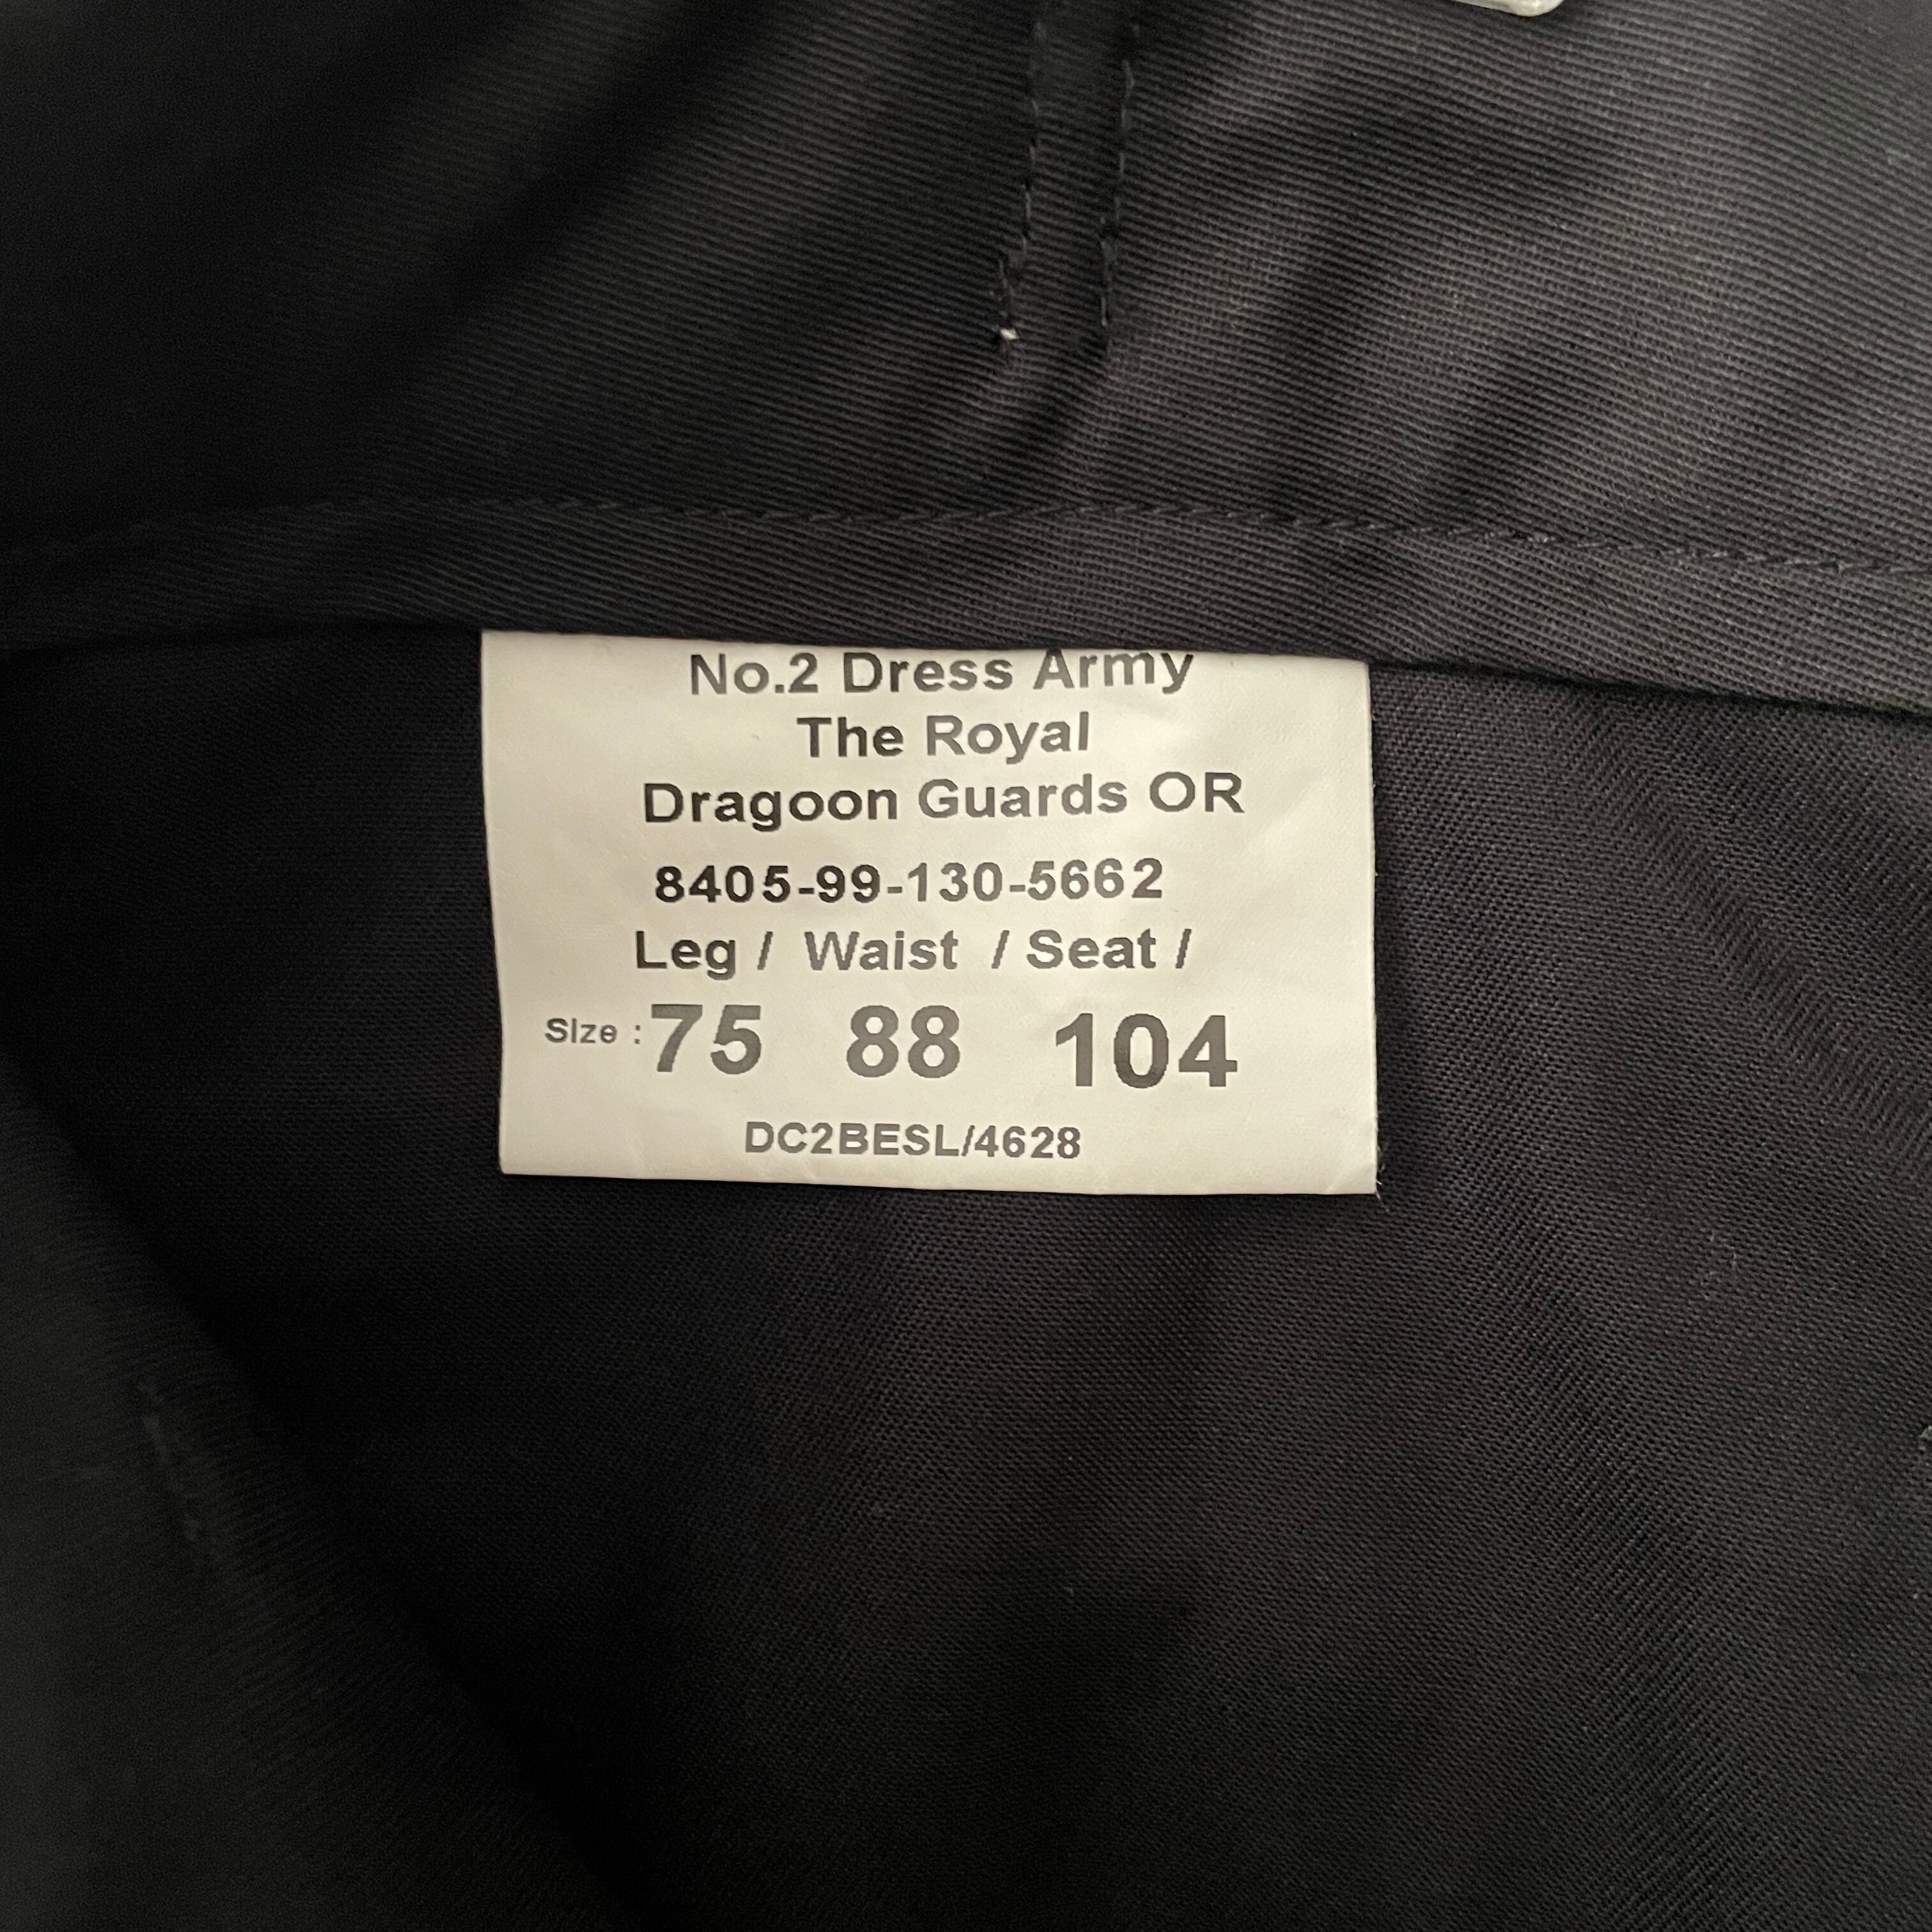 No.2 Dress Army
The Royal
Dragoon Guards OR
8405-99-130-5662
Leg / Waist / Seat /
SIze : 75 88 104
DC2BESL/4628